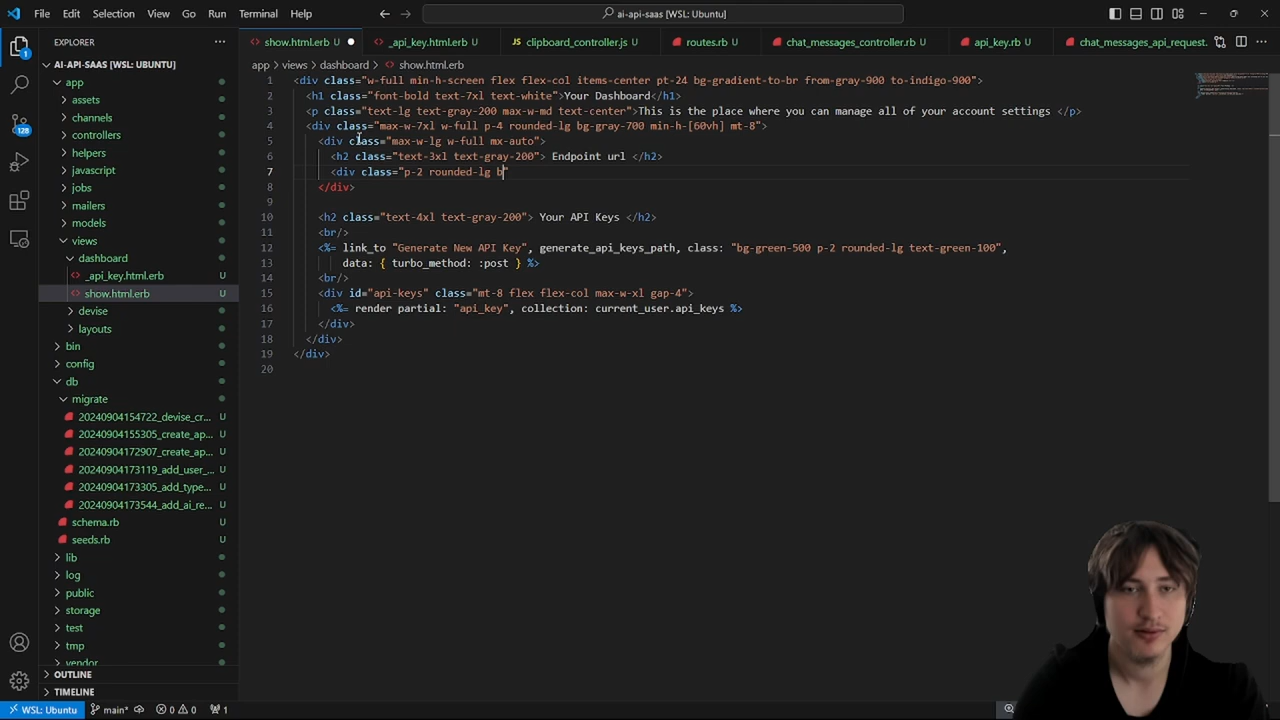 File Edit Selection View Go Run Terminal Help
ai-api-saas [WSL: Ubuntu]
EXPLORER
show.html.erb
_api_key.html.erb U
clipboard_controller.js U
routes.rb U
chat_messages_controller.rb U
api_key.rb U
chat_messages_api_request.
app > views > dashboard > show.html.erb
AI-API-SAAS [WSL: UBUNTU]
app
assets
channels
controllers
helpers
javascript
jobs
mailers
models
views
dashboard
_api_key.html.erb U
show.html.erb U
devise
layouts
bin
config
db
migrate
20240904154722_devise_cr... U
20240904155305_create_ap... U
20240904172907_create_ap... U
20240904173119_add_user_... U
20240904173305_add_type... U
20240904173544_add_ai_re... U
schema.rb U
seeds.rb U
lib
log
public
storage
test
tmp
vendor
OUTLINE
TIMELINE
1 <div class="w-full min-h-screen flex flex-col items-center pt-24 bg-gradient-to-br from-gray-900 to-indigo-900">
2 <h1 class="font-bold text-7xl text-white">Your Dashboard</h1>
3 <p class="text-lg text-gray-200 max-w-md text-center">This is the place where you can manage all of your account settings </p>
4 <div class="max-w-7xl w-full p-4 rounded-lg bg-gray-700 min-h-[60vh] mt-8">
5 <div class="max-w-lg w-full mx-auto">
6 <h2 class="text-3xl text-gray-200"> Endpoint url </h2>
7 <div class="p-2 rounded-lg b"
8 </div>
9
10 <h2 class="text-4xl text-gray-200"> Your API Keys </h2>
11 <br/>
12 <%= link_to "Generate New API Key", generate_api_keys_path, class: "bg-green-500 p-2 rounded-lg text-green-100",
13 data: { turbo_method: :post } %>
14 <br/>
15 <div id="api-keys" class="mt-8 flex flex-col max-w-xl gap-4">
16 <%= render partial: "api_key", collection: current_user.api_keys %>
17 </div>
18 </div>
19 </div>
20
1
128
WSL: Ubuntu main* 0 0 1